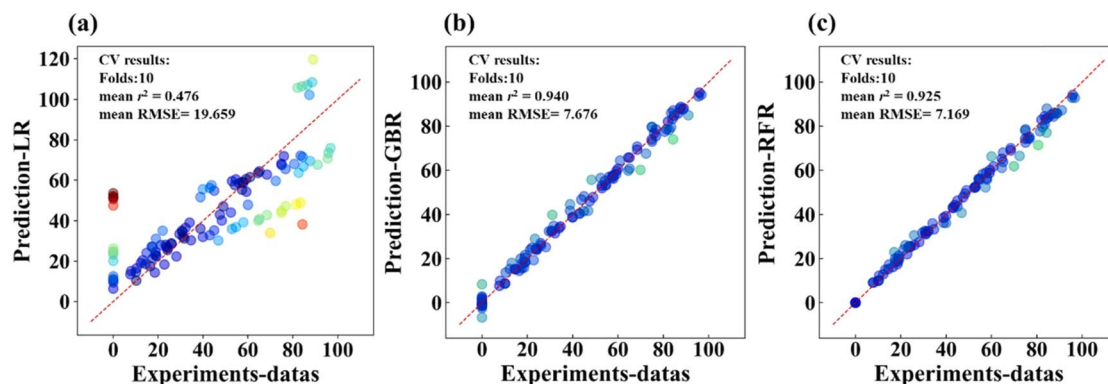 (a)
CV results:
Folds:10
mean r² = 0.476
mean RMSE= 19.659
Prediction-LR
120
100
80
60
40
20
0
0 20 40 60 80 100
Experiments-datas
(b)
CV results:
Folds:10
mean r² = 0.940
mean RMSE= 7.676
Prediction-GBR
100
80
60
40
20
0
0 20 40 60 80 100
Experiments-datas
(c)
CV results:
Folds:10
mean r² = 0.925
mean RMSE= 7.169
Prediction-RFR
100
80
60
40
20
0
0 20 40 60 80 100
Experiments-datas